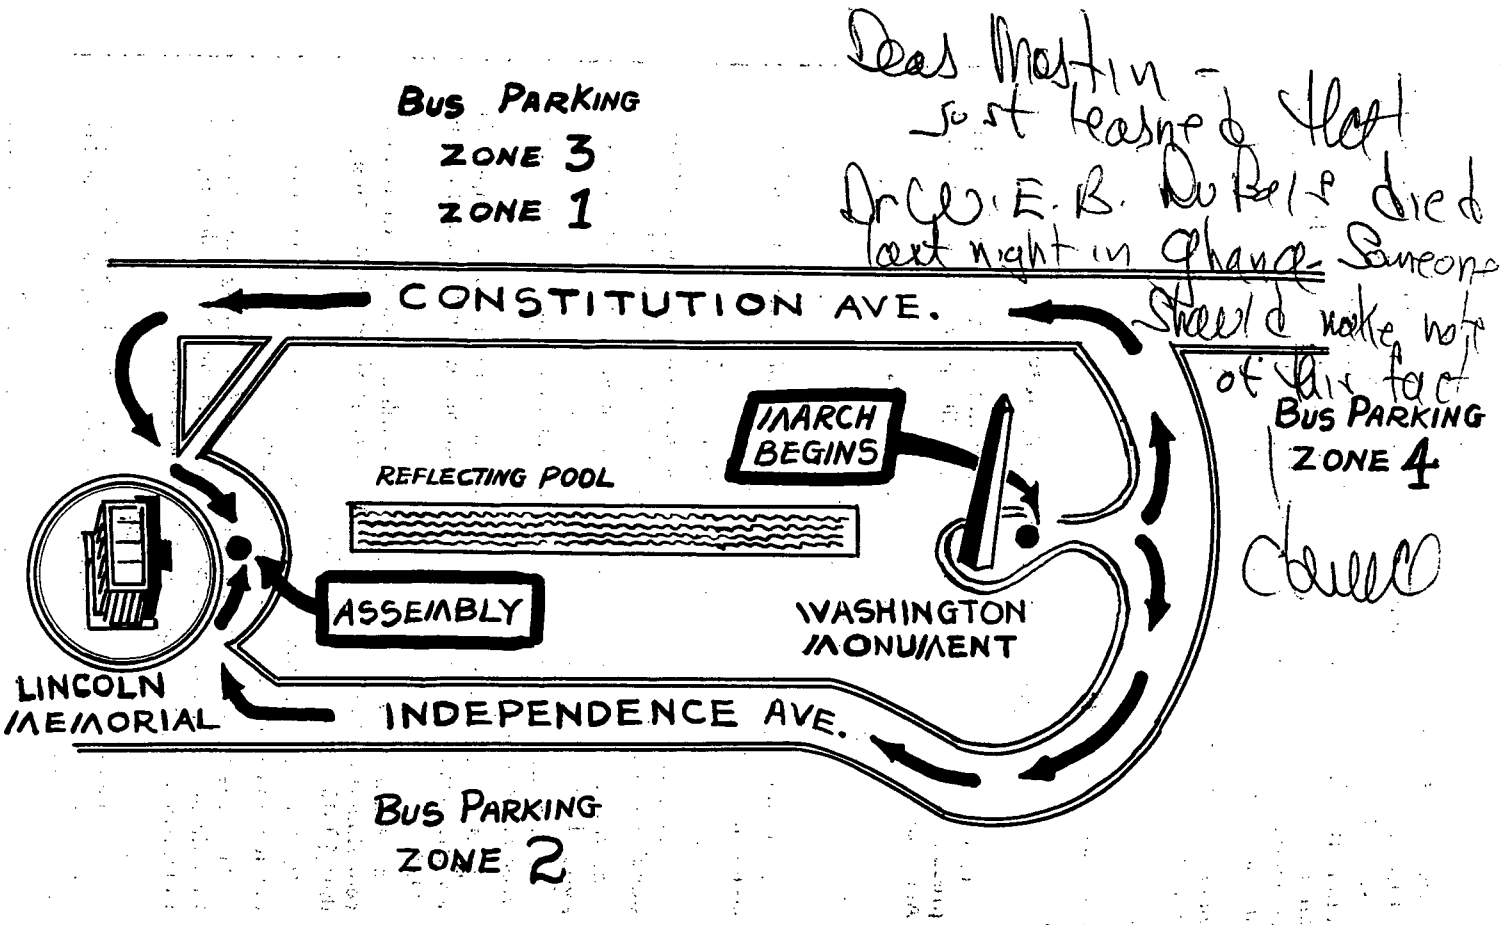 Dear Martin -
Just learned that
Dr W. E. B. Du Bois died
last night in Ghana - Someone
should make note
of this fact
BUS PARKING
ZONE 3
ZONE 1
CONSTITUTION AVE.
BUS PARKING
ZONE 4
MARCH
BEGINS
REFLECTING POOL
ASSEMBLY
WASHINGTON
MONUMENT
LINCOLN
MEMORIAL
INDEPENDENCE AVE.
BUS PARKING
ZONE 2